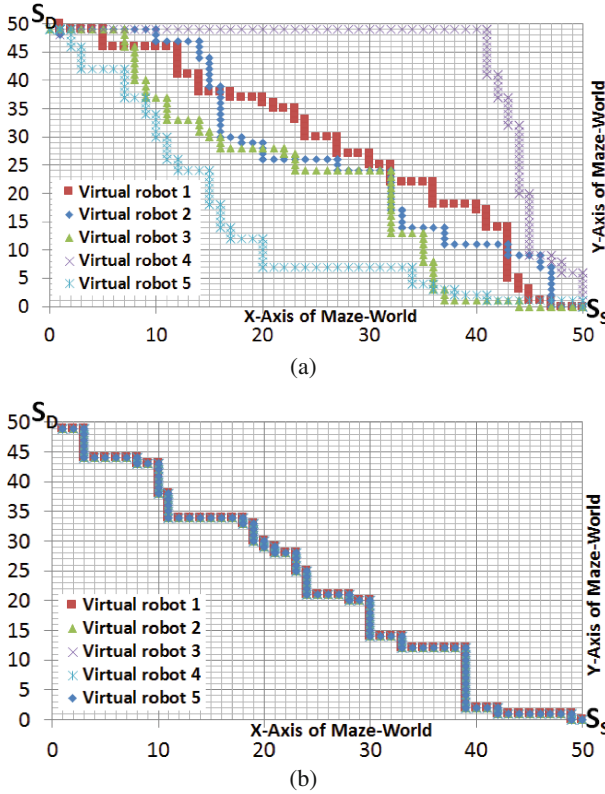 50 S_D
45
40
35
30
25
20
15
10
5
0
Virtual robot 1
Virtual robot 2
Virtual robot 3
Virtual robot 4
Virtual robot 5
Y-Axis of Maze-World
S_S
0 10 20 30 40 50
X-Axis of Maze-World
(a)
50 S_D
45
40
35
30
25
20
15
10
5
0
Virtual robot 1
Virtual robot 2
Virtual robot 3
Virtual robot 4
Virtual robot 5
Y-Axis of Maze-World
S_S
0 10 20 30 40 50
X-Axis of Maze-World
(b)